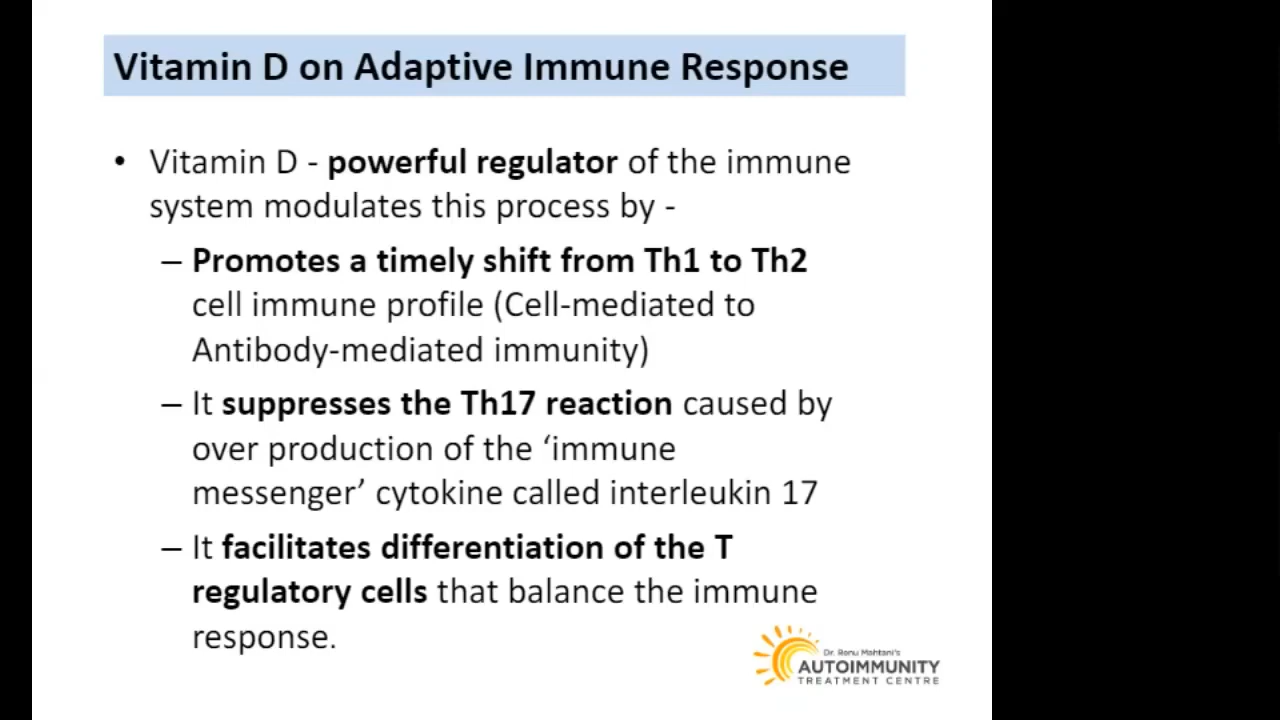 Vitamin D on Adaptive Immune Response
• Vitamin D - powerful regulator of the immune
system modulates this process by -
– Promotes a timely shift from Th1 to Th2
cell immune profile (Cell-mediated to
Antibody-mediated immunity)
– It suppresses the Th17 reaction caused by
over production of the ‘immune
messenger’ cytokine called interleukin 17
– It facilitates differentiation of the T
regulatory cells that balance the immune
response.
Dr. Renu Mahtani's
AUTOIMMUNITY
TREATMENT CENTRE